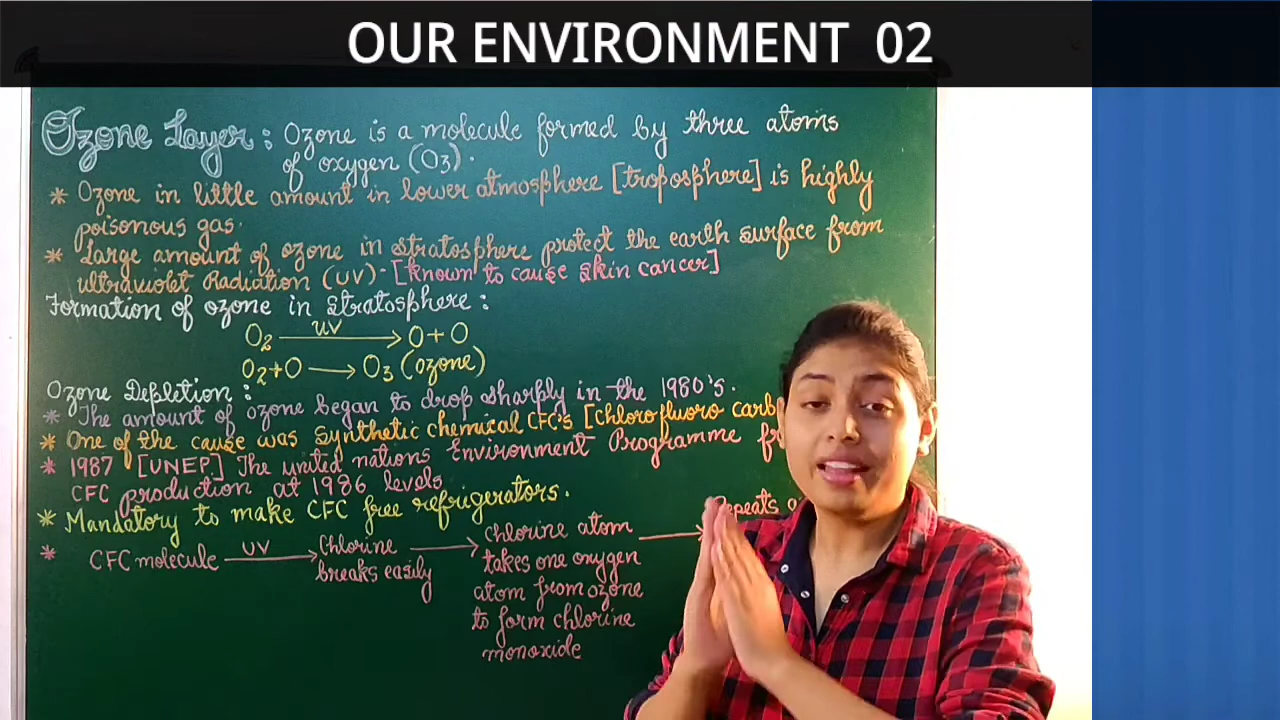 OUR ENVIRONMENT 02
Ozone Layer : Ozone is a molecule formed by three atoms
of oxygen (O3).
* Ozone in little amount in lower atmosphere [troposphere] is highly
poisonous gas.
* Large amount of ozone in stratosphere protect the earth surface from
ultraviolet Radiation (UV)-[known to cause skin cancer]
Formation of ozone in stratosphere :
O2 UV → O + O
O2+O → O3 (ozone)
Ozone Depletion :
* The amount of ozone began to drop sharply in the 1980's.
* One of the cause was synthetic chemical CFC's [Chloro fluoro carb
* 1987 [UNEP] The united nations Environment Programme
CFC production at 1986 levels
* Mandatory to make CFC free refrigerators.
* CFC molecule UV → Chlorine breaks easily → chlorine atom takes one oxygen atom from ozone to form chlorine monoxide → Repeats